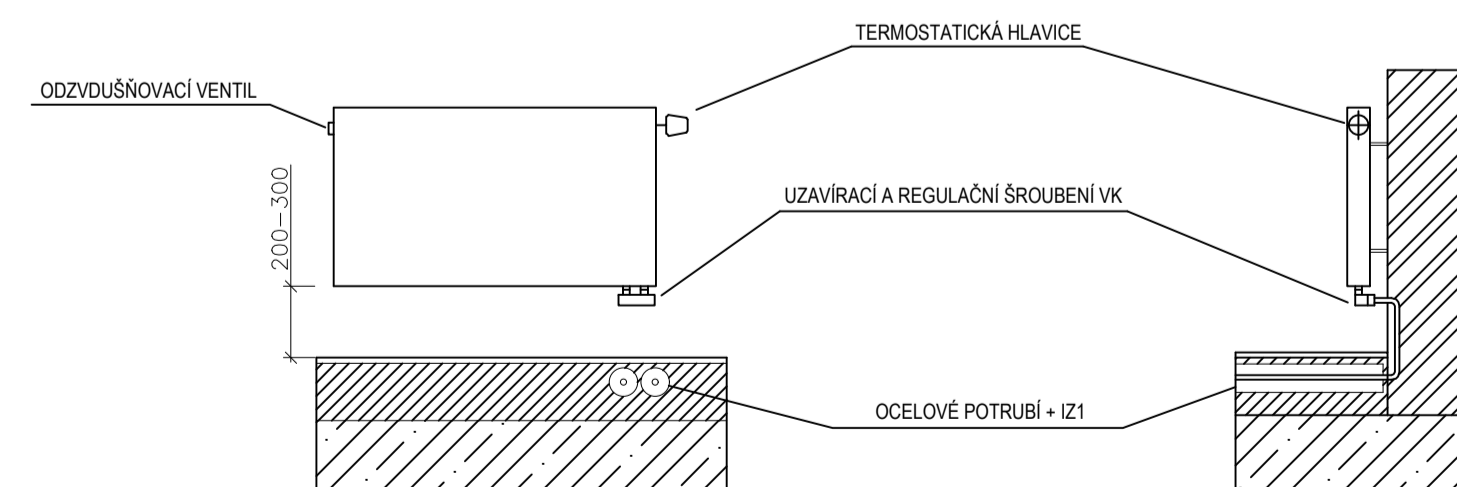 TERMOSTATICKÁ HLAVICE
ODZVDUŠŇOVACÍ VENTIL
200-300
UZAVÍRACÍ A REGULAČNÍ ŠROUBENÍ VK
OCELOVÉ POTRUBÍ + IZ1